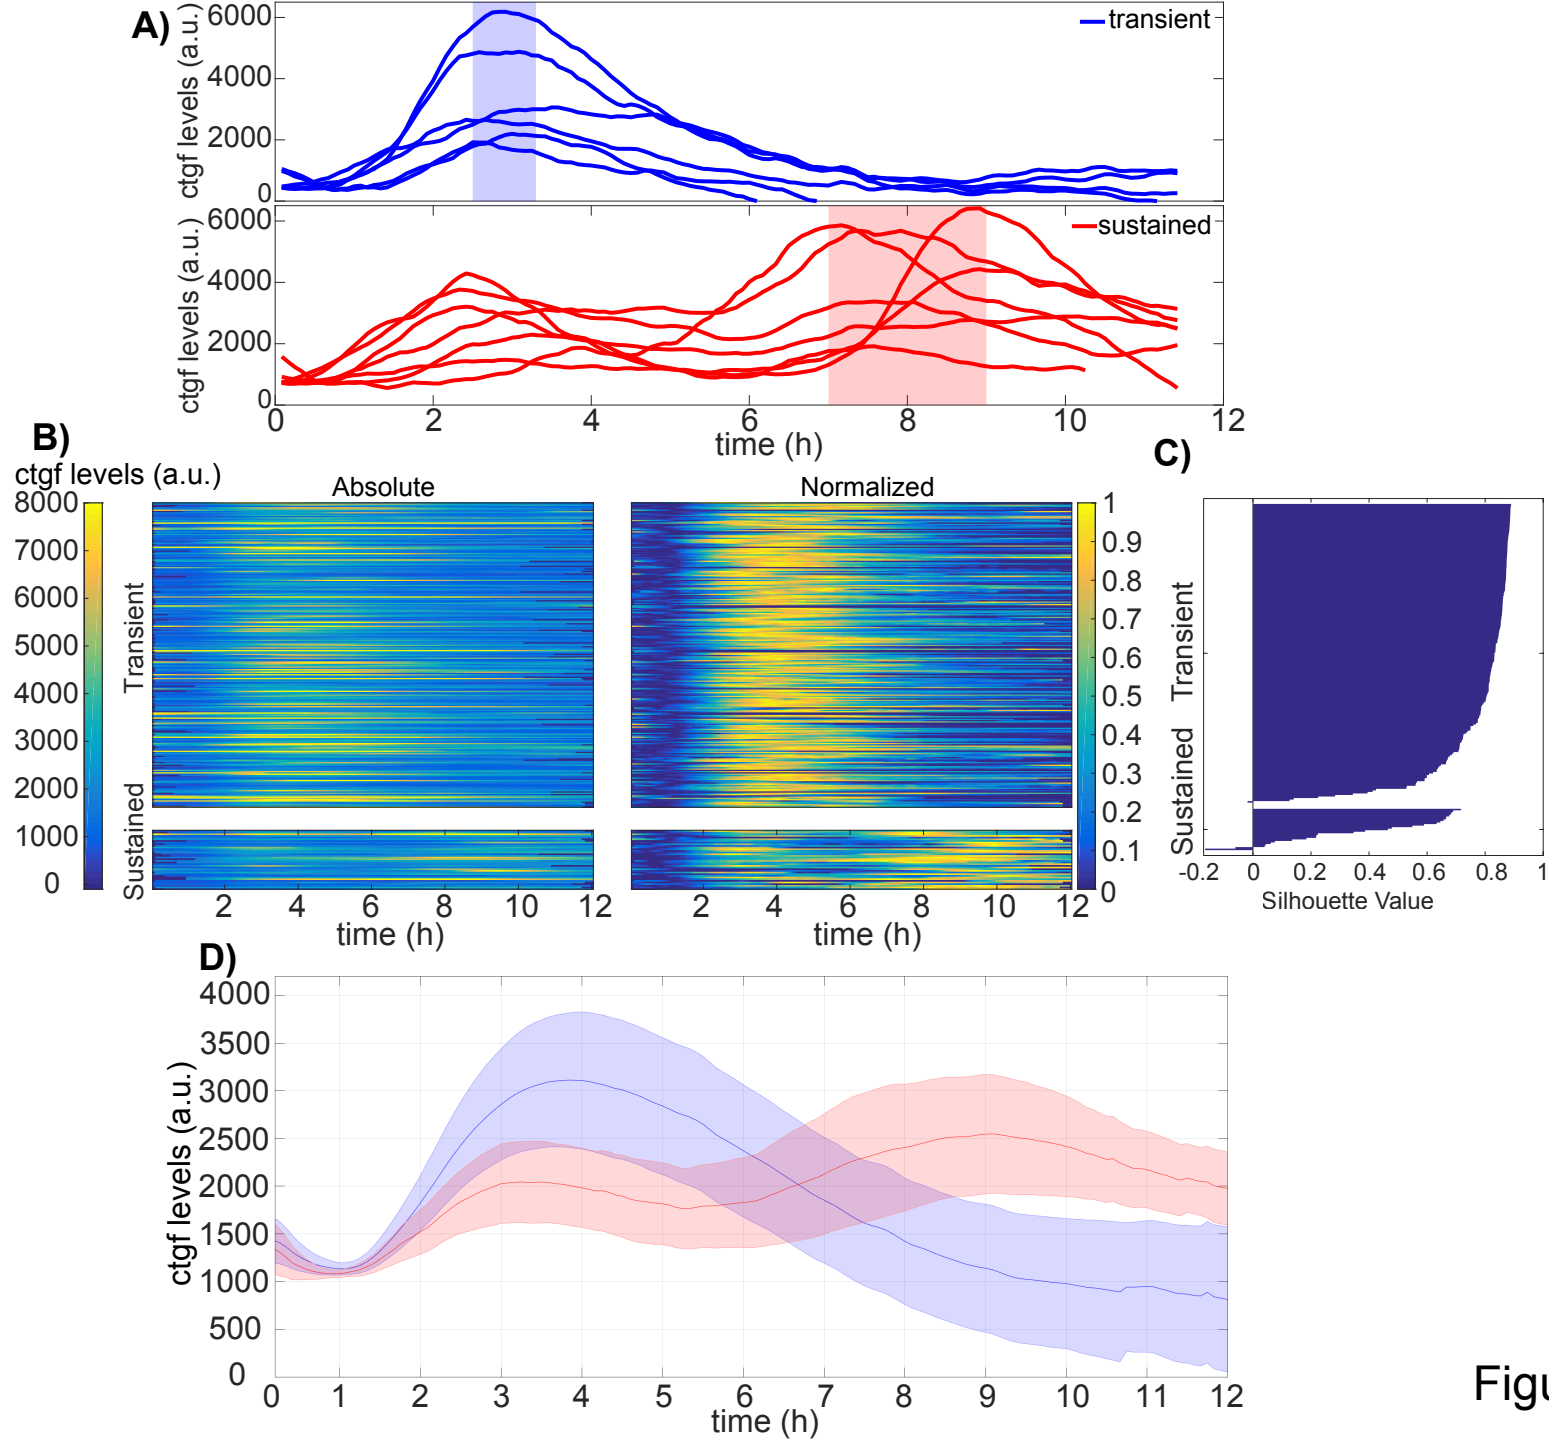 A)
ctgf levels (a.u.)
6000
4000
2000
0
transient
ctgf levels (a.u.)
6000
4000
2000
0
sustained
0 2 4 6 8 10 12
time (h)
B)
ctgf levels (a.u.)
8000
7000
6000
5000
4000
3000
2000
1000
0
Absolute
Transient
Sustained
2 4 6 8 10 12
time (h)
Normalized
2 4 6 8 10 12
time (h)
1
0.9
0.8
0.7
0.6
0.5
0.4
0.3
0.2
0.1
0
C)
Transient
Sustained
-0.2 0 0.2 0.4 0.6 0.8 1
Silhouette Value
D)
ctgf levels (a.u.)
4000
3500
3000
2500
2000
1500
1000
500
0
0 1 2 3 4 5 6 7 8 9 10 11 12
time (h)